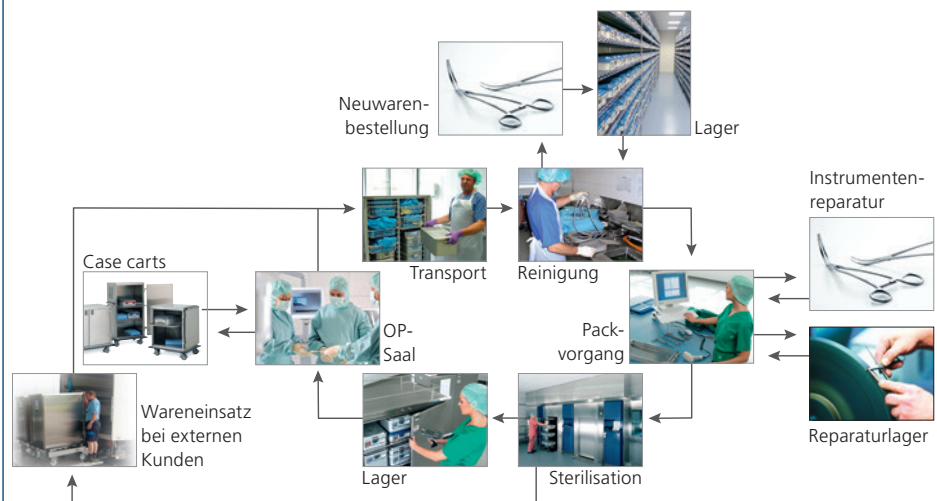 Neuwaren-
bestellung
Lager
Instrumenten-
reparatur
Case carts
Transport
Reinigung
OP-
Saal
Pack-
vorgang
Wareneinsatz
bei externen
Kunden
Lager
Sterilisation
Reparaturlager